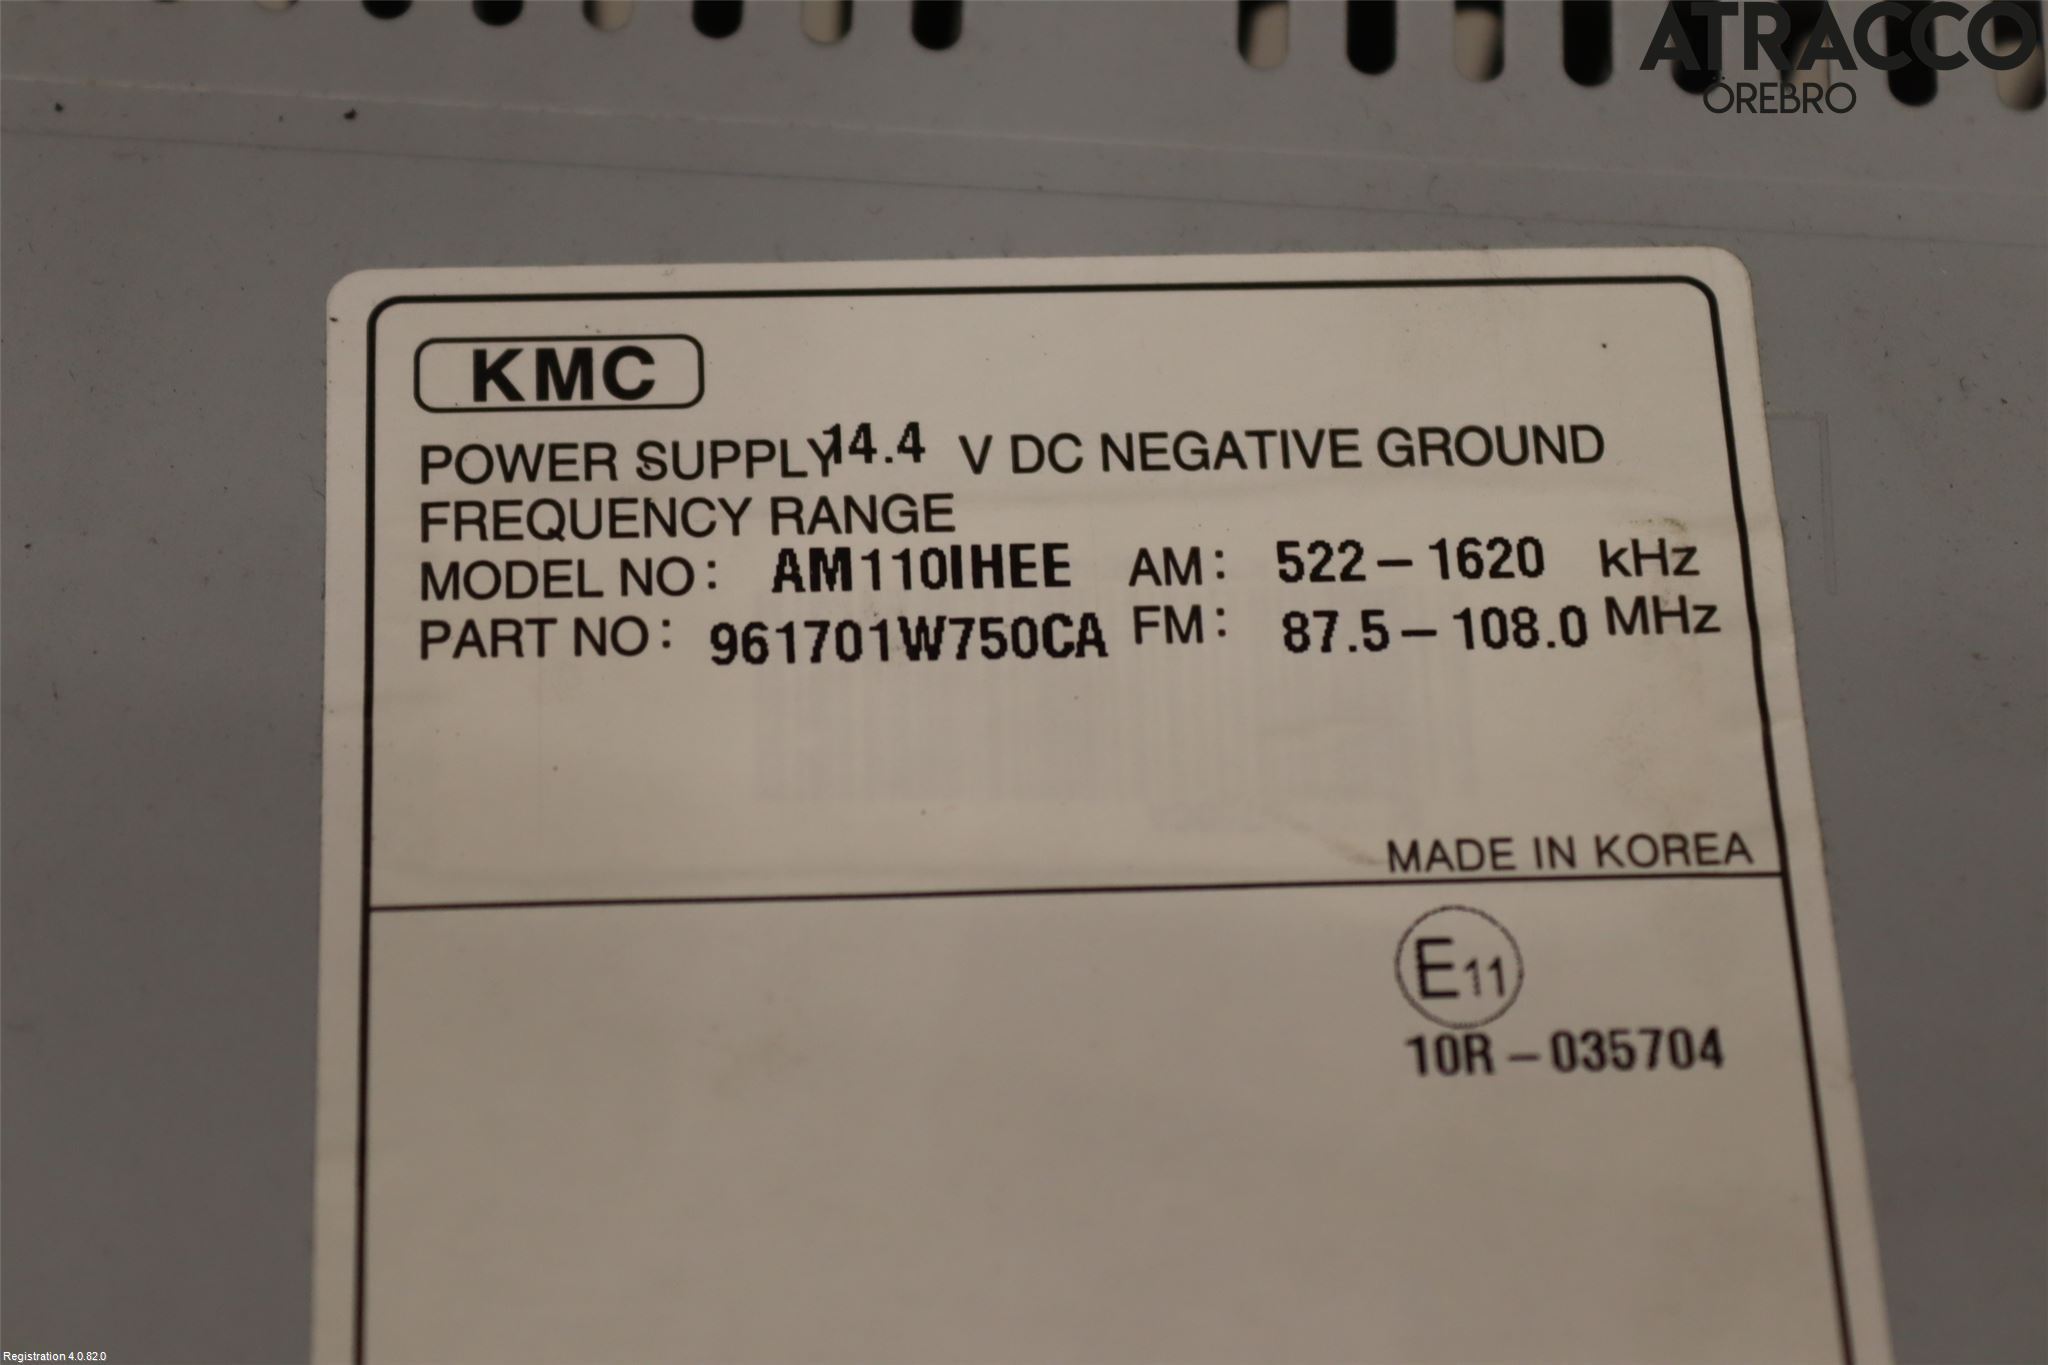 ATRACCO
ÖREBRO
KMC
POWER SUPPLY 14.4 V DC NEGATIVE GROUND
FREQUENCY RANGE
MODEL NO: AM110IHEE AM: 522-1620 kHz
PART NO: 961701W750CA FM: 87.5-108.0 MHz
MADE IN KOREA
E11
10R-035704
Registration 4.0.82.0